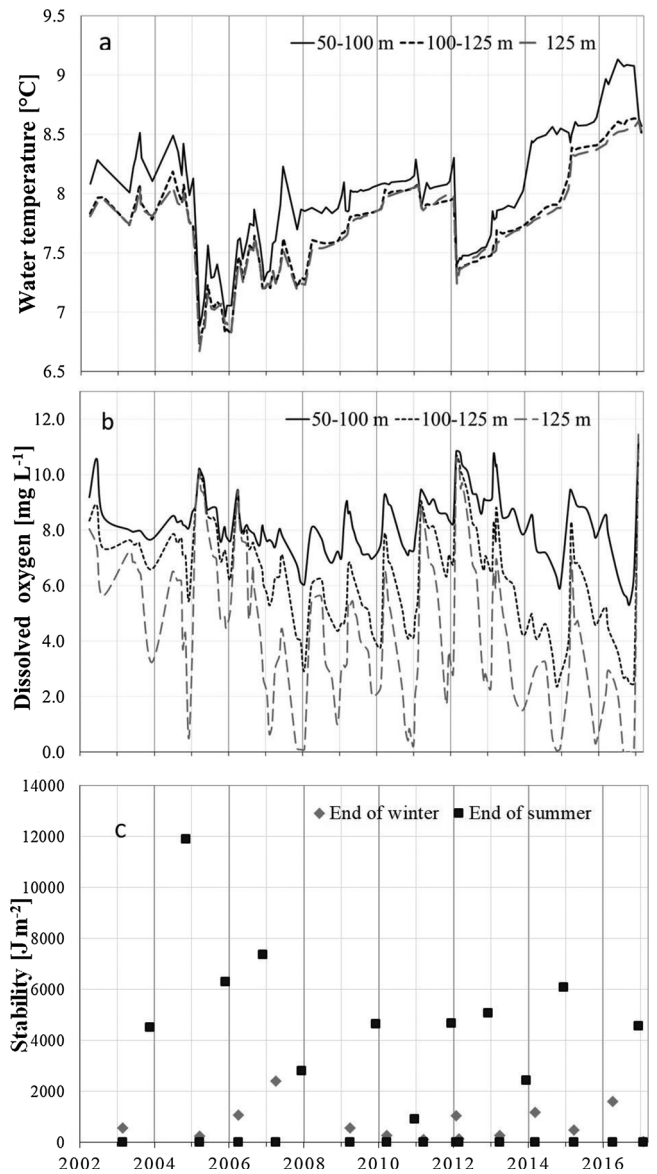 a
50-100 m 100-125 m 125 m
Water temperature [°C]
9.5
9
8.5
8
7.5
7
6.5
b
50-100 m 100-125 m 125 m
Dissolved oxygen [mg L-1]
12.0
10.0
8.0
6.0
4.0
2.0
0.0
c
End of winter End of summer
Stability [J m-2]
14000
12000
10000
8000
6000
4000
2000
0
2002 2004 2006 2008 2010 2012 2014 2016